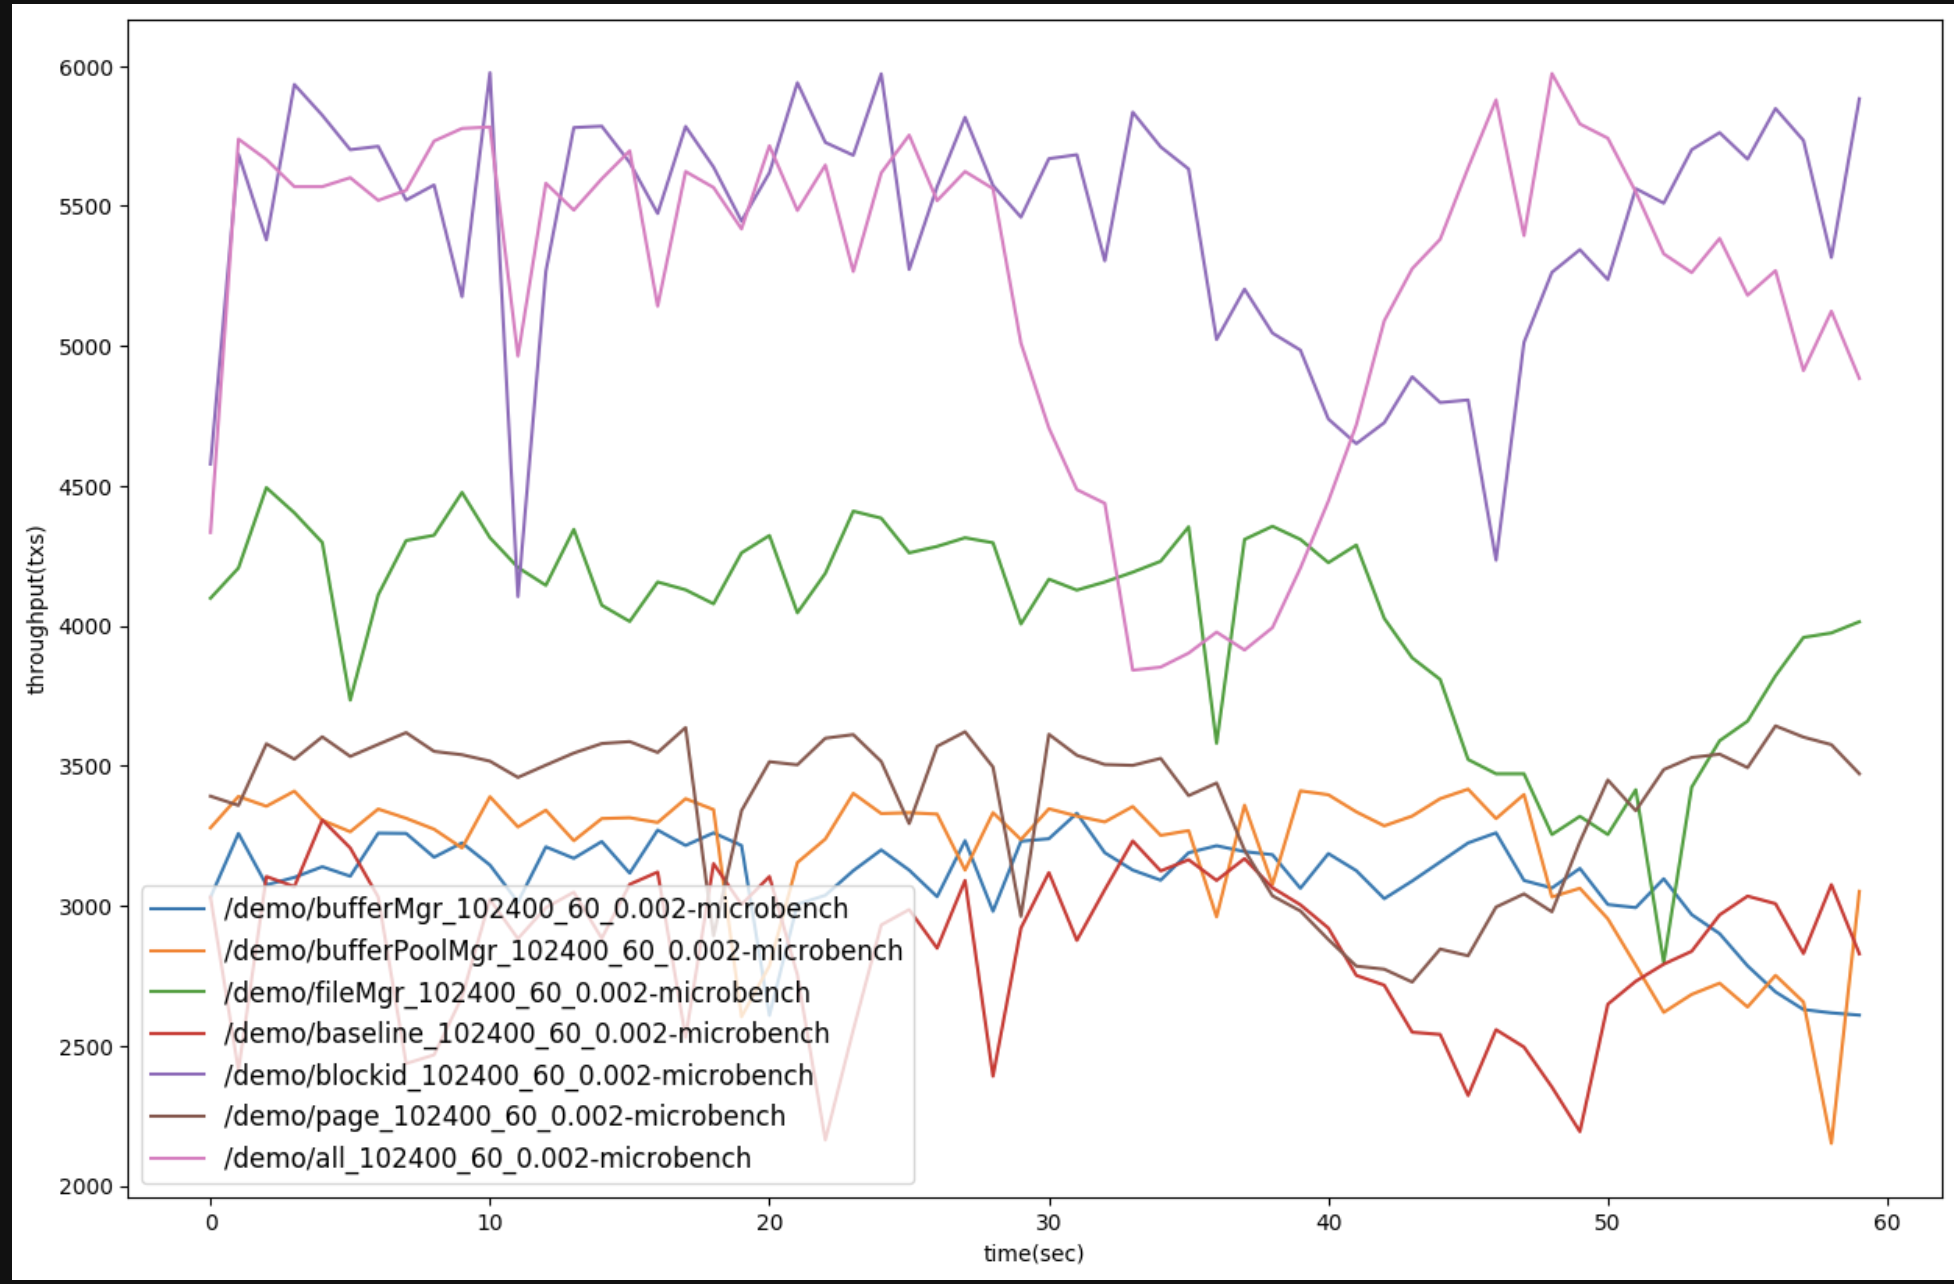 6000
5500
5000
4500
4000
3500
3000
2500
2000
throughput(txs)
/demo/bufferMgr_102400_60_0.002-microbench
/demo/bufferPoolMgr_102400_60_0.002-microbench
/demo/fileMgr_102400_60_0.002-microbench
/demo/baseline_102400_60_0.002-microbench
/demo/blockid_102400_60_0.002-microbench
/demo/page_102400_60_0.002-microbench
/demo/all_102400_60_0.002-microbench
0 10 20 30 40 50 60
time(sec)